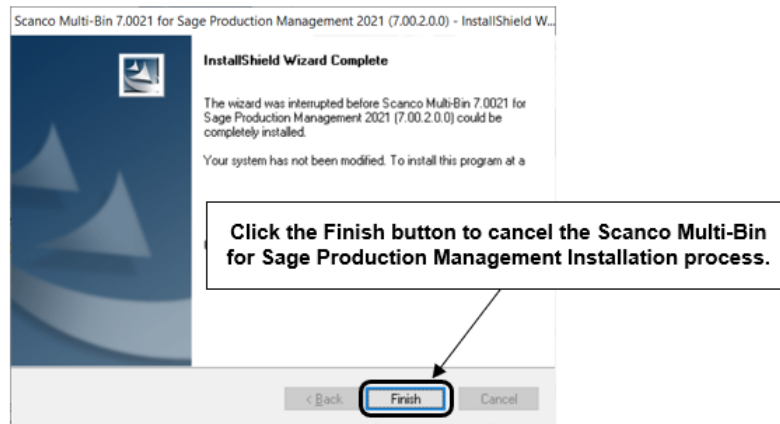 Scanco Multi-Bin 7.0021 for Sage Production Management 2021 (7.00.2.0.0) - InstallShield W...
InstallShield Wizard Complete
The wizard was interrupted before Scanco Multi-Bin 7.0021 for
Sage Production Management 2021 (7.00.2.0.0) could be
completely installed.
Your system has not been modified. To install this program at a
Click the Finish button to cancel the Scanco Multi-Bin
for Sage Production Management Installation process.
< Back
Finish
Cancel